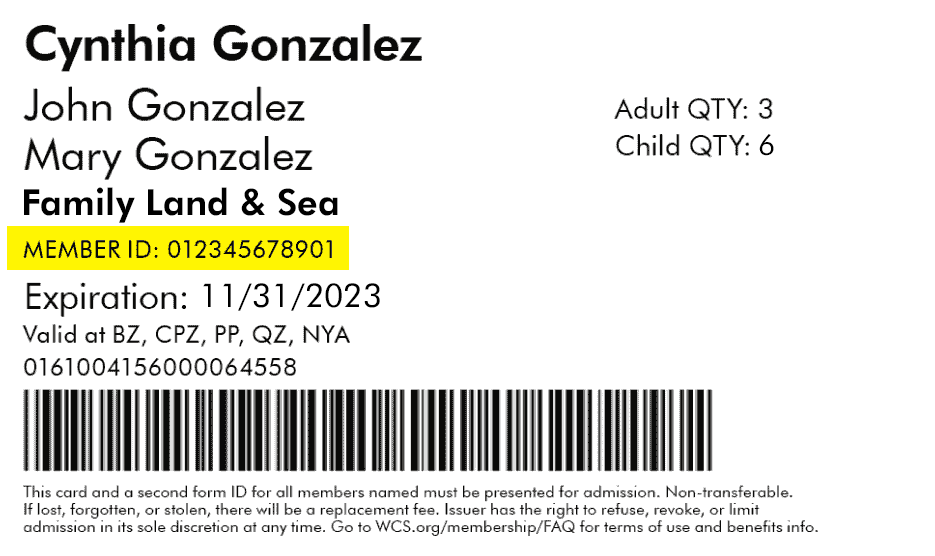 Cynthia Gonzalez
John Gonzalez
Mary Gonzalez
Adult QTY: 3
Child QTY: 6
Family Land & Sea
MEMBER ID: 012345678901
Expiration: 11/31/2023
Valid at BZ, CPZ, PP, QZ, NYA
0161004156000064558
This card and a second form ID for all members named must be presented for admission. Non-transferable.
If lost, forgotten, or stolen, there will be a replacement fee. Issuer has the right to refuse, revoke, or limit
admission in its sole discretion at any time. Go to WCS.org/membership/FAQ for terms of use and benefits info.